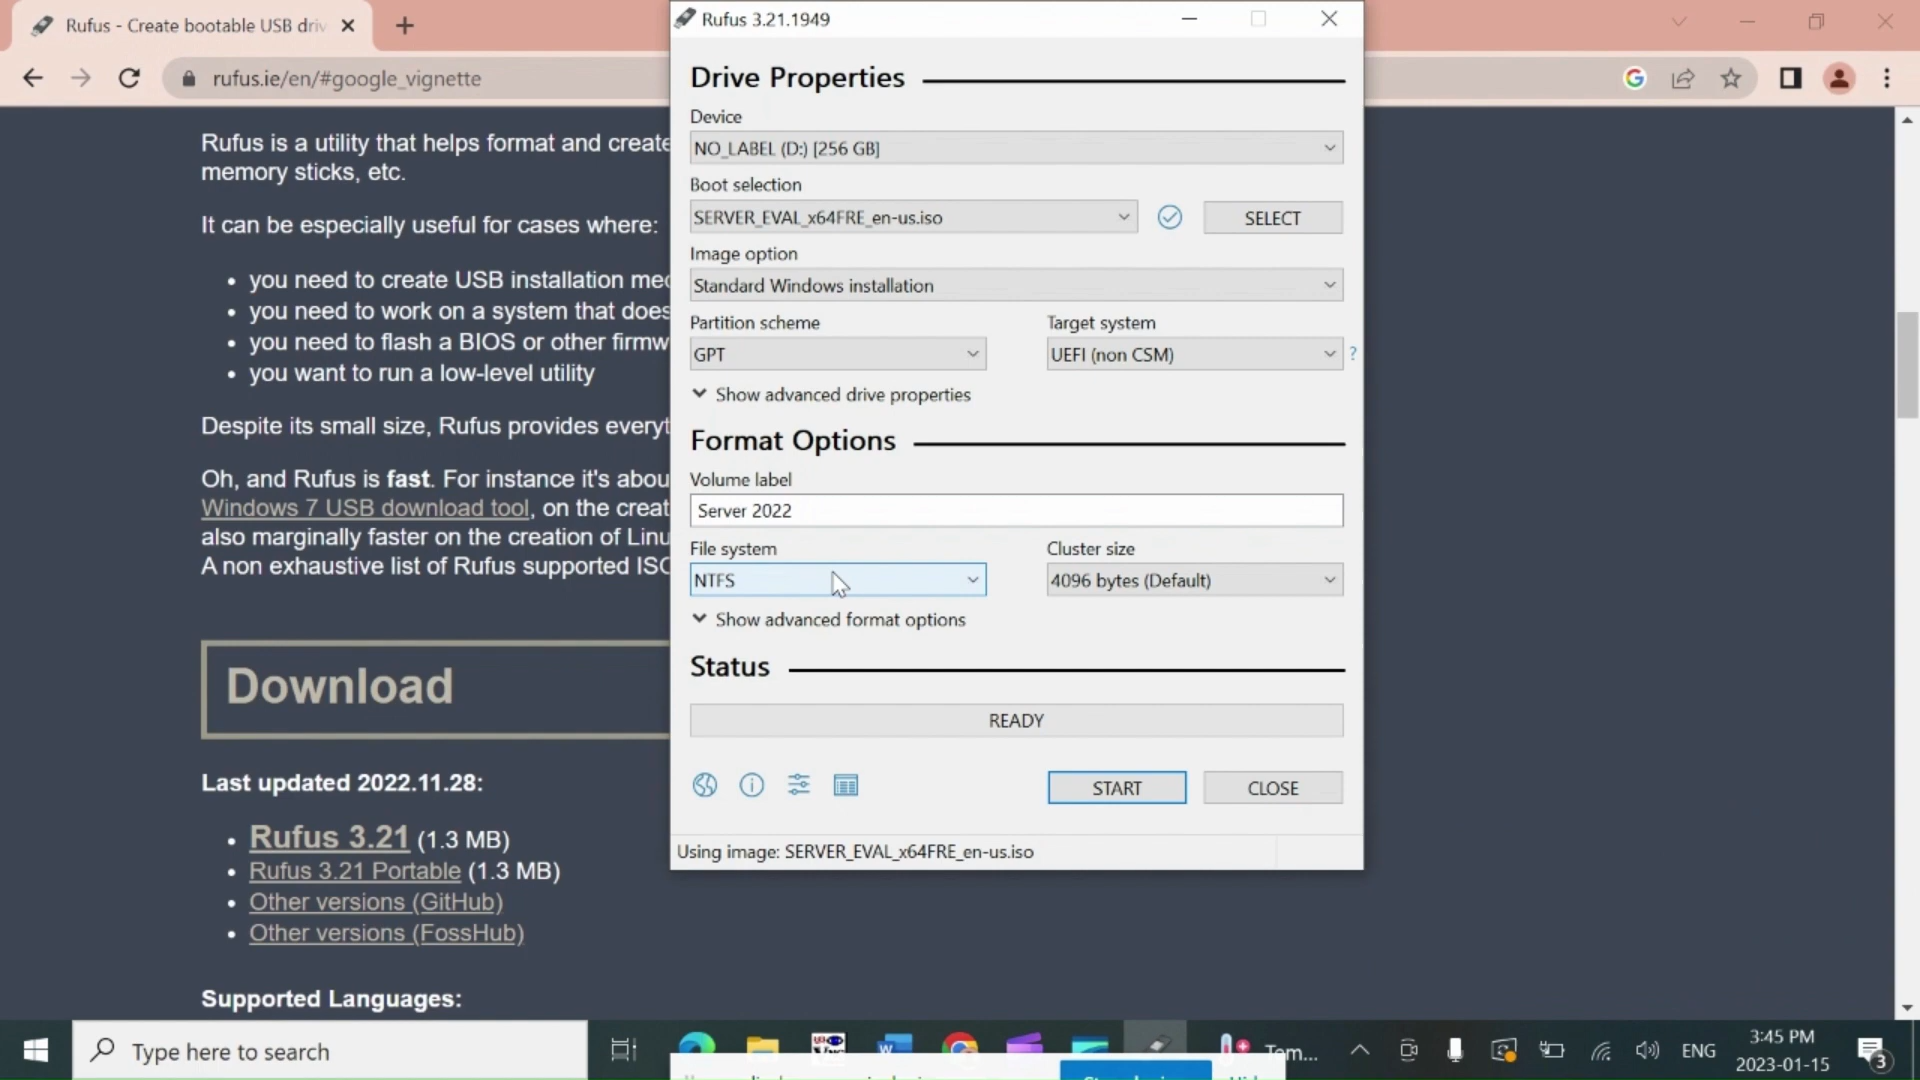 Rufus - Create bootable USB driv
rufus.ie/en/#google_vignette
Rufus is a utility that helps format and create
memory sticks, etc.
It can be especially useful for cases where:
you need to create USB installation med
you need to work on a system that does
you need to flash a BIOS or other firmw
you want to run a low-level utility
Despite its small size, Rufus provides everyt
Oh, and Rufus is fast. For instance it's abou
Windows 7 USB download tool, on the creat
also marginally faster on the creation of Linu
A non exhaustive list of Rufus supported ISO
Download
Last updated 2022.11.28:
Rufus 3.21 (1.3 MB)
Rufus 3.21 Portable (1.3 MB)
Other versions (GitHub)
Other versions (FossHub)
Supported Languages:
Rufus 3.21.1949
Drive Properties
Device
NO_LABEL (D:) [256 GB]
Boot selection
SERVER_EVAL_x64FRE_en-us.iso
SELECT
Image option
Standard Windows installation
Partition scheme
Target system
GPT
UEFI (non CSM)
?
Show advanced drive properties
Format Options
Volume label
Server 2022
File system
Cluster size
NTFS
4096 bytes (Default)
Show advanced format options
Status
READY
START
CLOSE
Using image: SERVER_EVAL_x64FRE_en-us.iso
Type here to search
Tom...
ENG
3:45 PM
2023-01-15
3